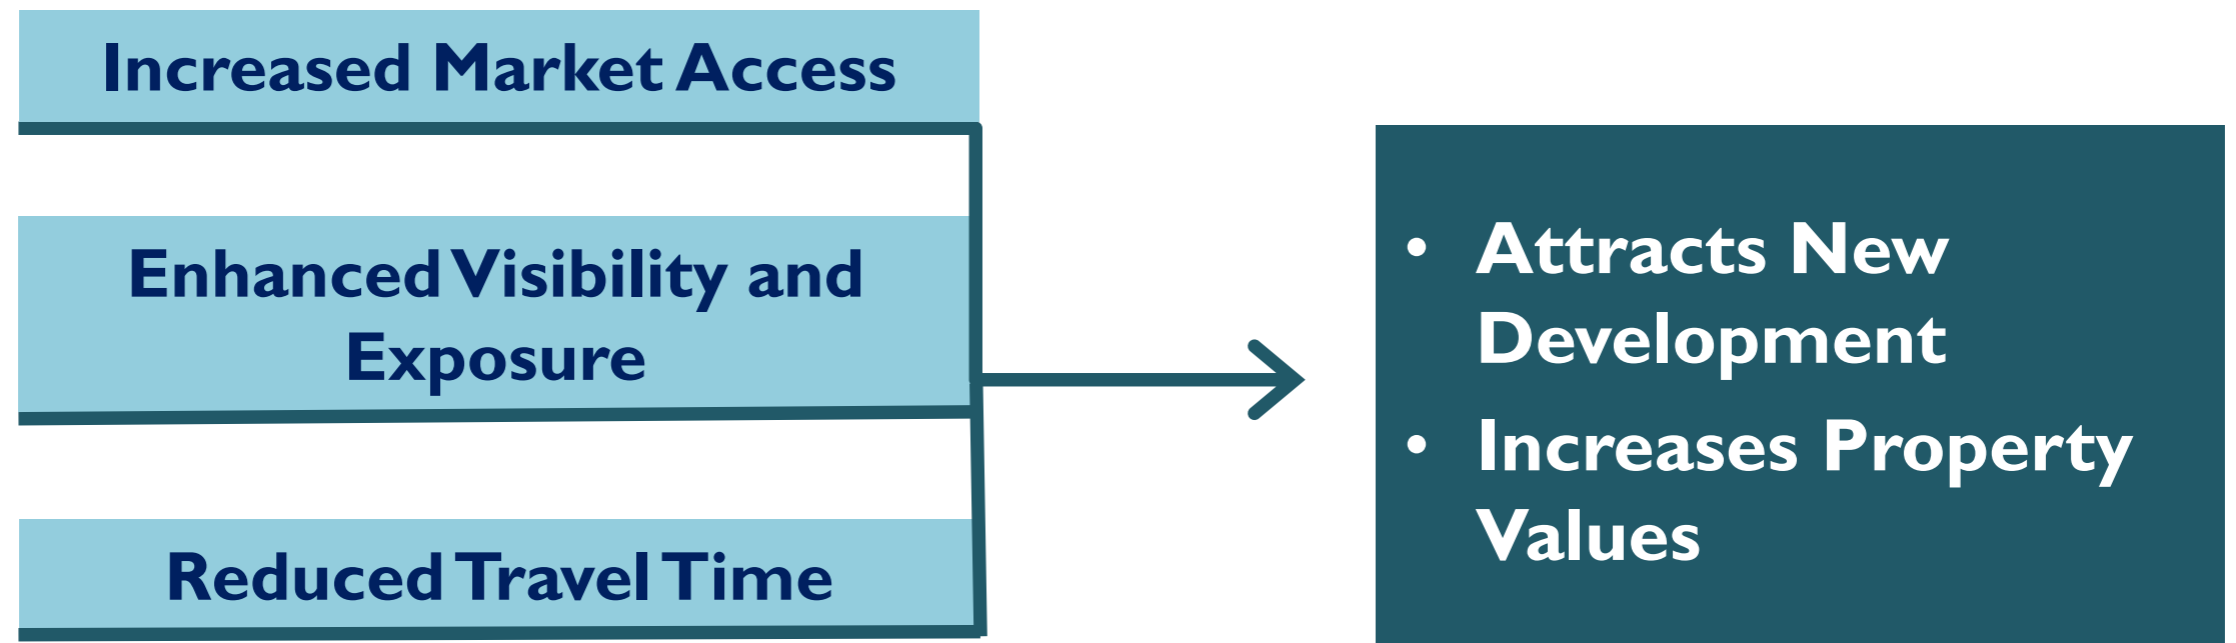 Increased Market Access
Enhanced Visibility and
Exposure
Reduced Travel Time
• Attracts New
Development
• Increases Property
Values